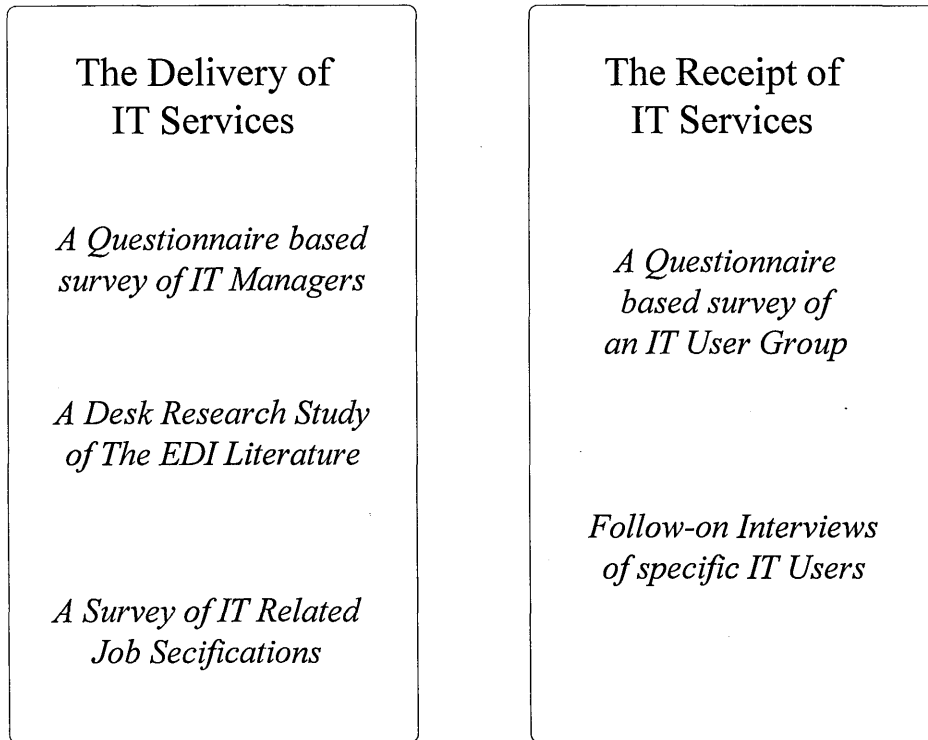 The Delivery of
IT Services
A Questionnaire based
survey of IT Managers
A Desk Research Study
of The EDI Literature
A Survey of IT Related
Job Secifications
The Receipt of
IT Services
A Questionnaire
based survey of
an IT User Group
Follow-on Interviews
of specific IT Users